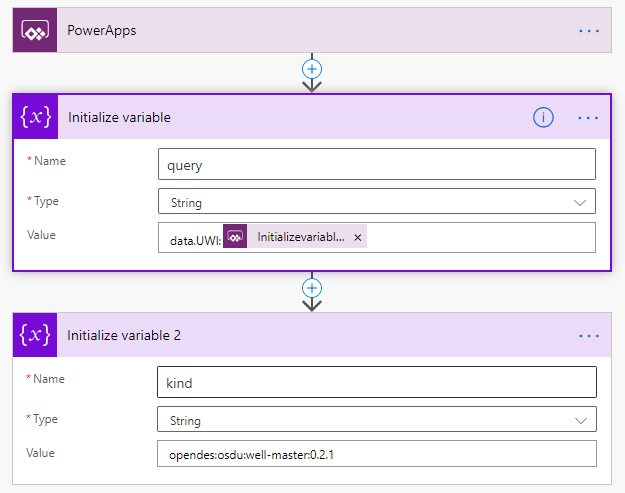 PowerApps
{x} Initialize variable
* Name query
* Type String
Value data.UWI: Initializevariabl... ×
{x} Initialize variable 2
* Name kind
* Type String
Value opendes:osdu:well-master:0.2.1